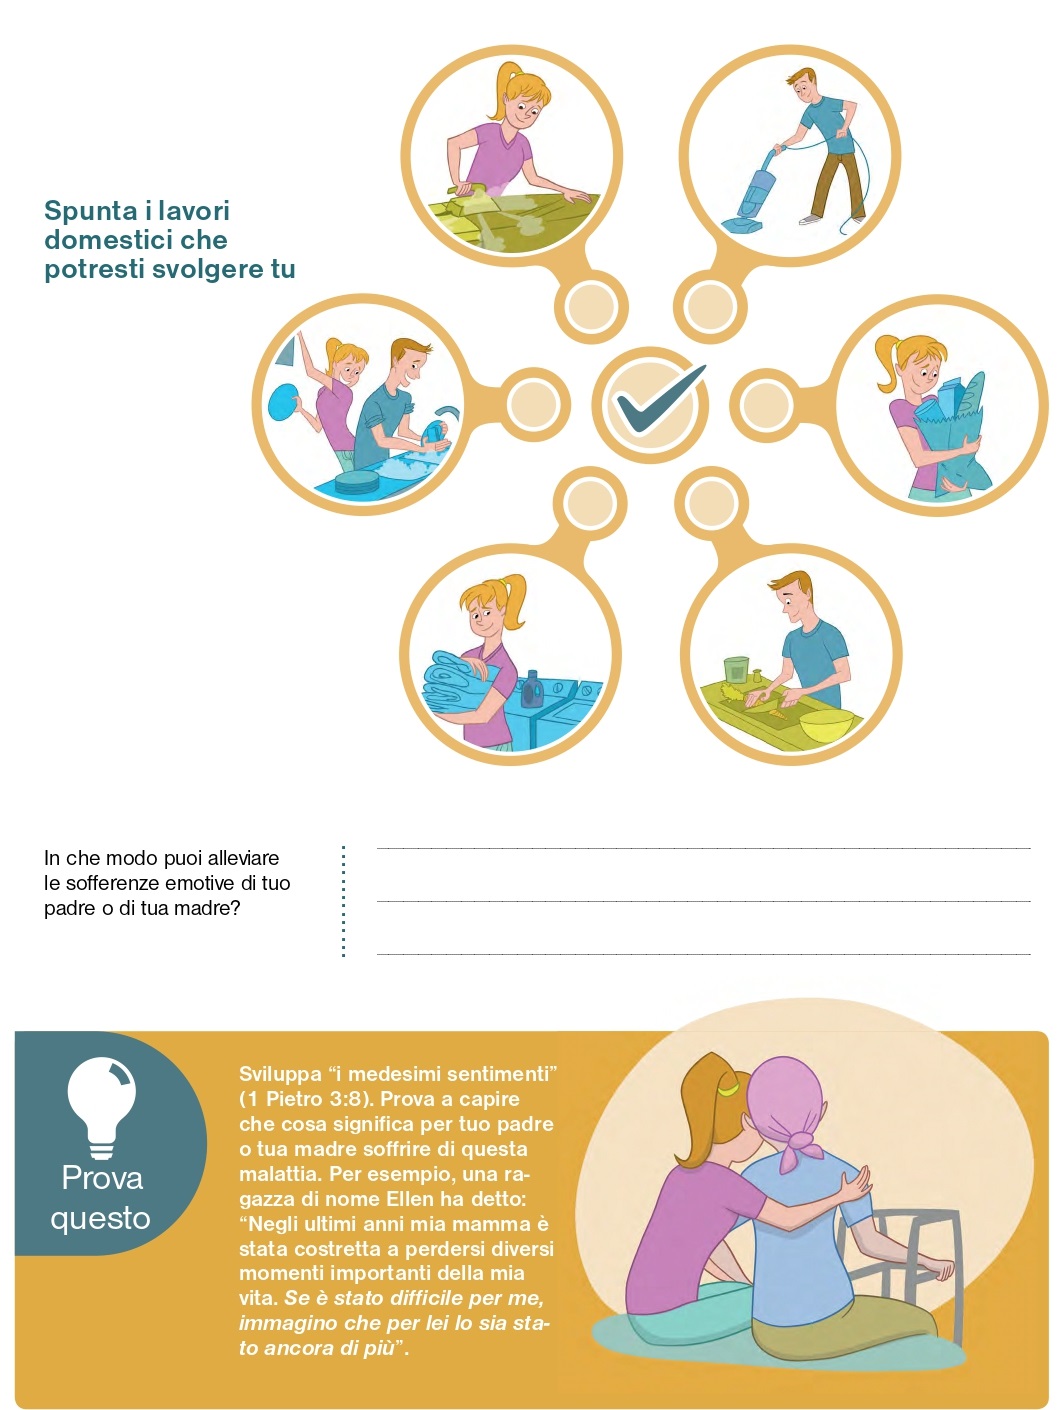 Spunta i lavori
domestici che
potresti svolgere tu
In che modo puoi alleviare
le sofferenze emotive di tuo
padre o di tua madre?
Prova
questo
Sviluppa “i medesimi sentimenti”
(1 Pietro 3:8). Prova a capire
che cosa significa per tuo padre
o tua madre soffrire di questa
malattia. Per esempio, una ra-
gazza di nome Ellen ha detto:
“Negli ultimi anni mia mamma è
stata costretta a perdersi diversi
momenti importanti della mia
vita. Se è stato difficile per me,
immagino che per lei lo sia sta-
to ancora di più”.